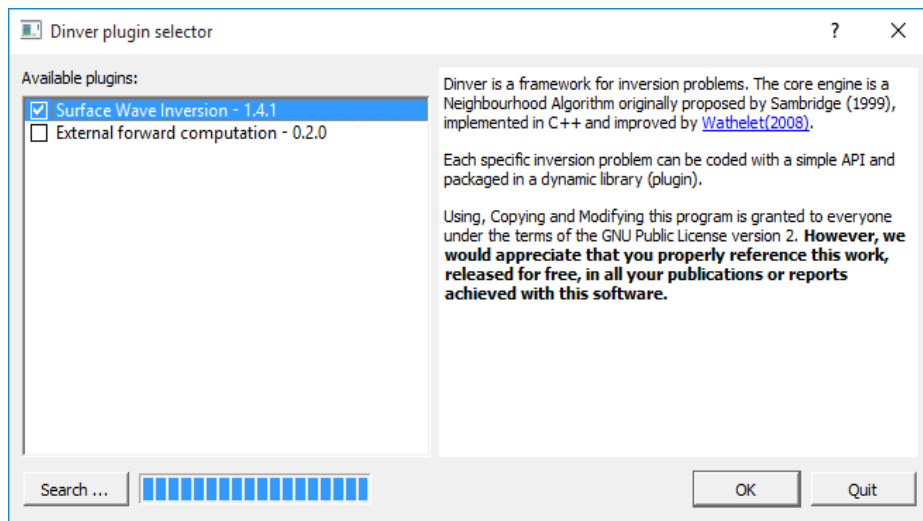 Dinver plugin selector
?
Available plugins:
Surface Wave Inversion - 1.4.1
External forward computation - 0.2.0
Dinver is a framework for inversion problems. The core engine is a
Neighbourhood Algorithm originally proposed by Sambridge (1999),
implemented in C++ and improved by Wathelet(2008).
Each specific inversion problem can be coded with a simple API and
packaged in a dynamic library (plugin).
Using, Copying and Modifying this program is granted to everyone
under the terms of the GNU Public License version 2. However, we
would appreciate that you properly reference this work,
released for free, in all your publications or reports
achieved with this software.
Search ...
OK
Quit